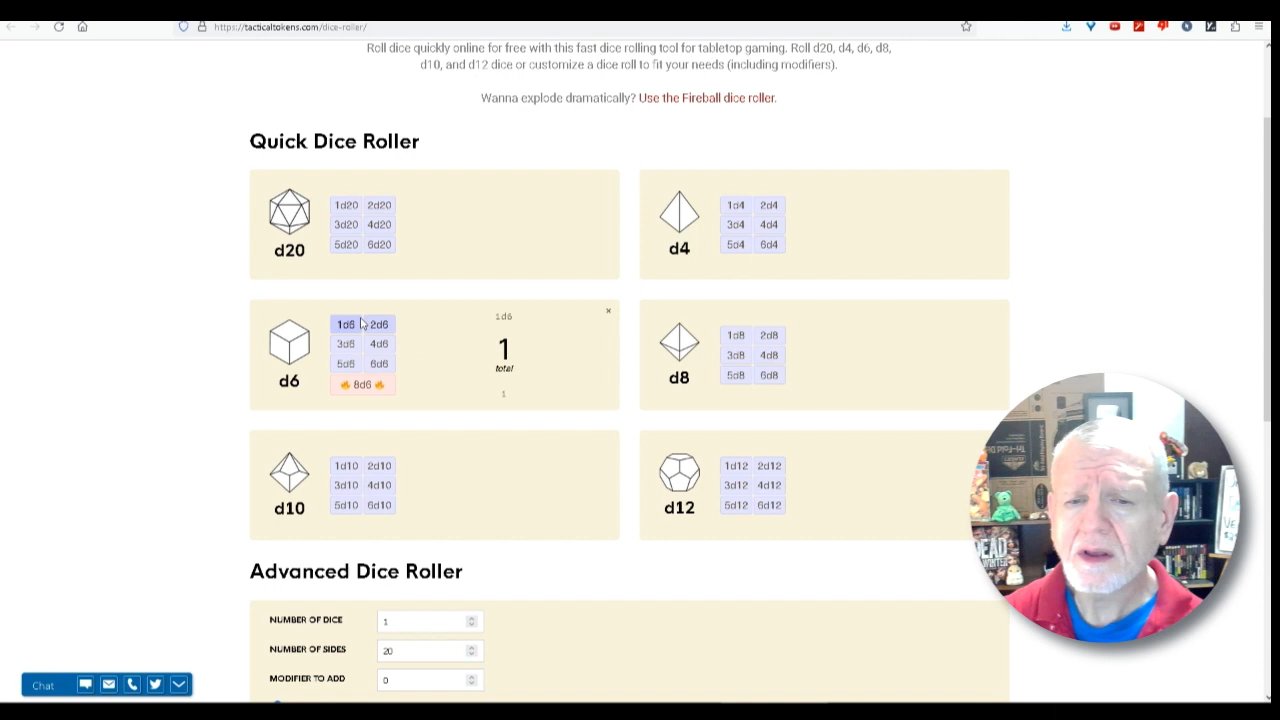 https://tacticaltokens.com/dice-roller/
Roll dice quickly online for free with this fast dice rolling tool for tabletop gaming. Roll d20, d4, d6, d8,
d10, and d12 dice or customize a dice roll to fit your needs (including modifiers).
Wanna explode dramatically? Use the Fireball dice roller.
Quick Dice Roller
1d20 2d20
3d20 4d20
5d20 6d20
d20
1d4 2d4
3d4 4d4
5d4 6d4
d4
1d6 2d6
3d6 4d6
5d6 6d6
🔥 8d6 🔥
d6
×
1d6
1
total
1
1d8 2d8
3d8 4d8
5d8 6d8
d8
1d10 2d10
3d10 4d10
5d10 6d10
d10
1d12 2d12
3d12 4d12
5d12 6d12
d12
Advanced Dice Roller
NUMBER OF DICE 1
NUMBER OF SIDES 20
MODIFIER TO ADD 0
Chat
DEAD
WINTER